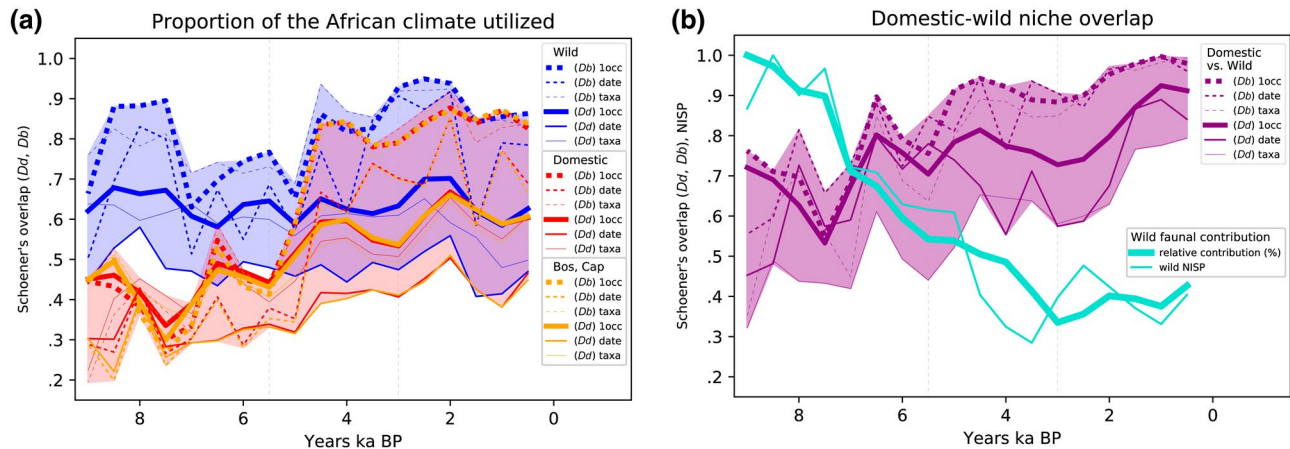 (a)
Proportion of the African climate utilized
Schoener's overlap (Dd, Db)
1.0
.9
.8
.7
.6
.5
.4
.3
.2
8
6
4
2
0
Years ka BP
Wild
(Db) 1occ
(Db) date
(Db) taxa
(Dd) 1occ
(Dd) date
(Dd) taxa
Domestic
(Db) 1occ
(Db) date
(Db) taxa
(Dd) 1occ
(Dd) date
(Dd) taxa
Bos, Cap
(Db) 1occ
(Db) date
(Db) taxa
(Dd) 1occ
(Dd) date
(Dd) taxa
(b)
Domestic-wild niche overlap
Schoener's overlap (Dd, Db), NISP
1.0
.9
.8
.7
.6
.5
.4
.3
.2
8
6
4
2
0
Years ka BP
Domestic
vs. Wild
(Db) 1occ
(Db) date
(Db) taxa
(Dd) 1occ
(Dd) date
(Dd) taxa
Wild faunal contribution
relative contribution (%)
wild NISP